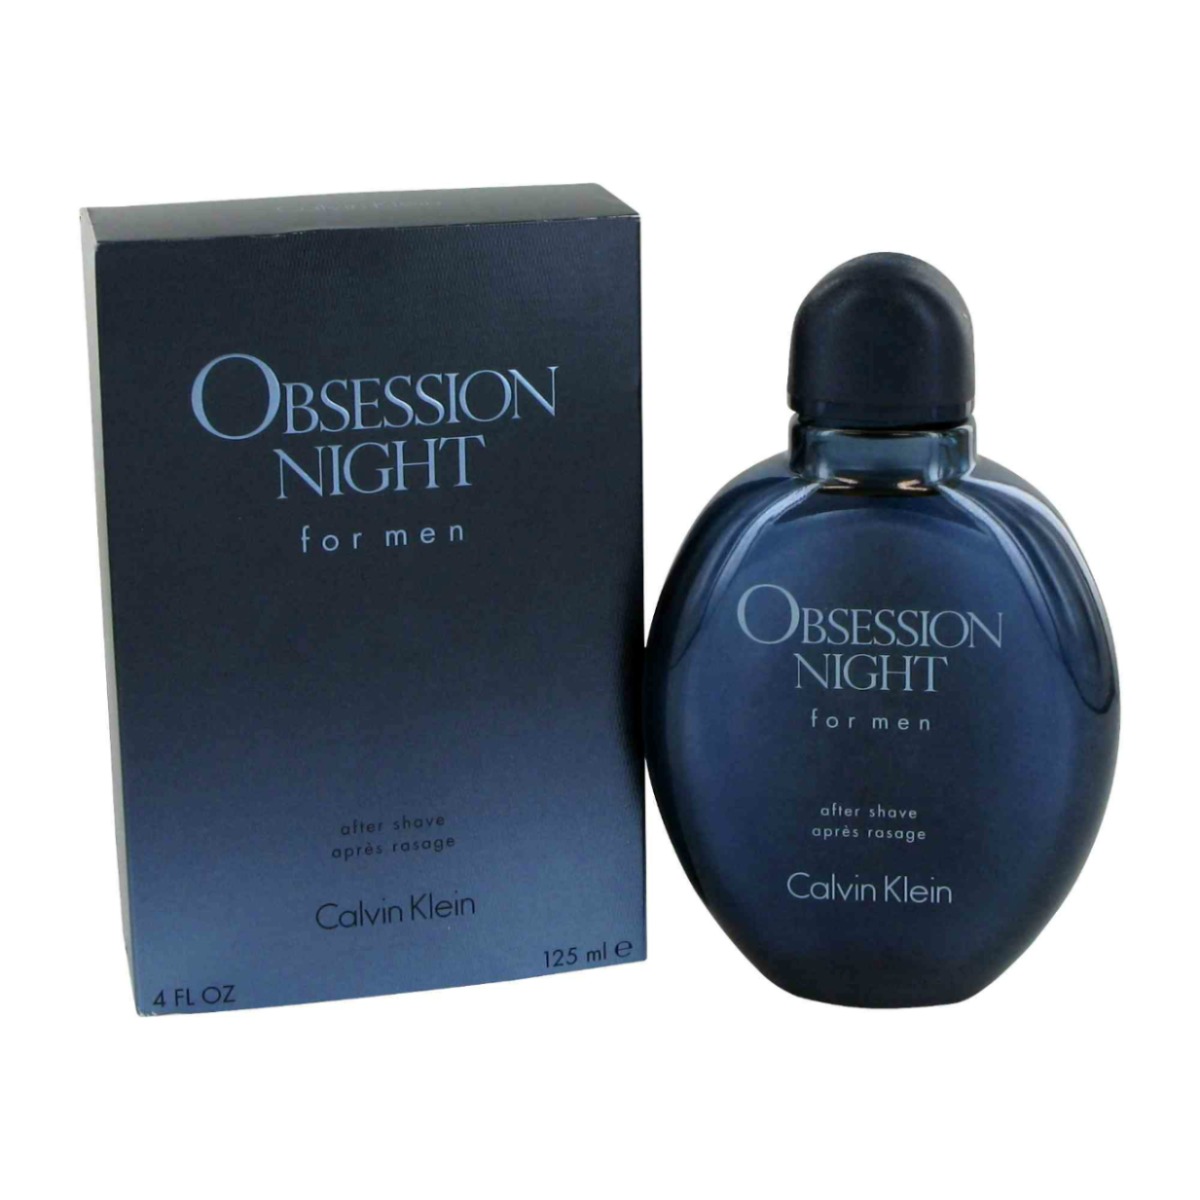 Calvin Klein
OBSESSION
NIGHT
for men
after shave
après rasage
Calvin Klein
125 ml ℮
4 FL OZ
OBSESSION
NIGHT
for men
after shave
après rasage
Calvin Klein